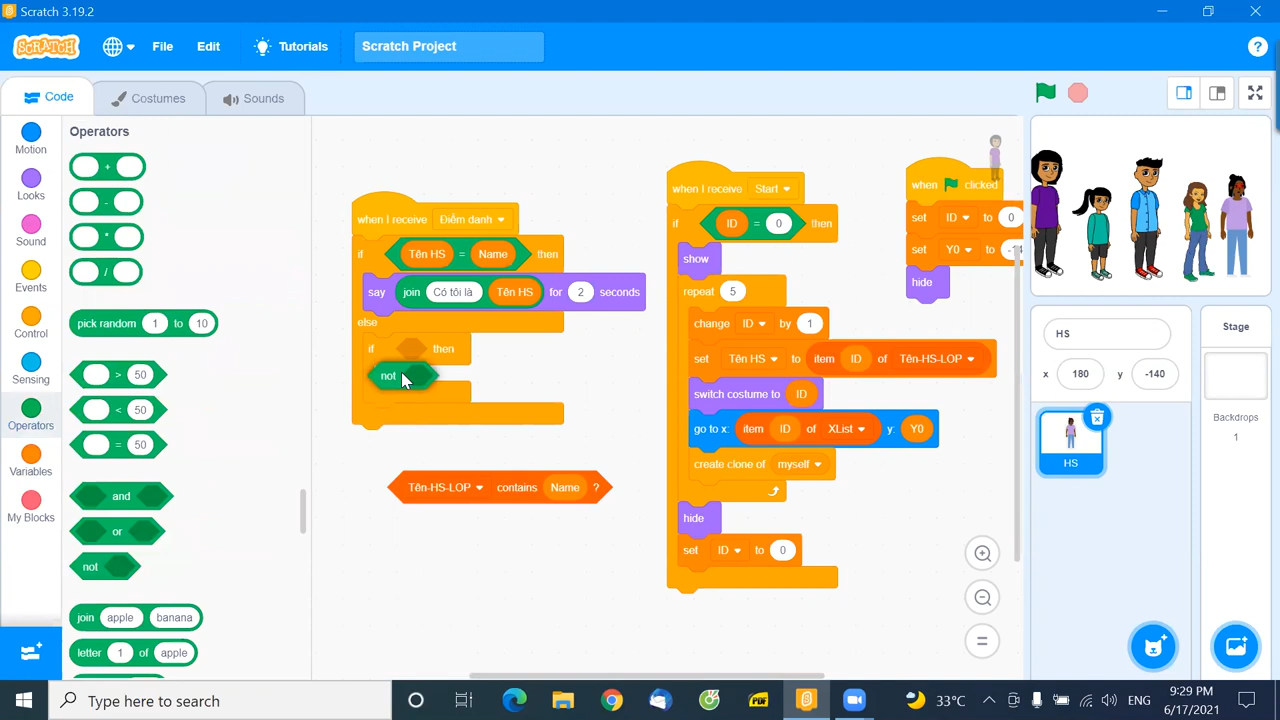 Scratch 3.19.2
SCRATCH File Edit Tutorials Scratch Project ?
Code Costumes Sounds
Motion
Looks
Sound
Events
Control
Sensing
Operators
Variables
My Blocks
Operators
+
-
*
/
pick random 1 to 10
> 50
< 50
= 50
and
or
not
join apple banana
letter 1 of apple
when I receive Điểm danh
if Tên HS = Name then
say join Có tôi là Tên HS for 2 seconds
else
if then
not
Tên-HS-LOP contains Name ?
when I receive Start
if ID = 0 then
show
repeat 5
change ID by 1
set Tên HS to item ID of Tên-HS-LOP
switch costume to ID
go to x: item ID of XList y: Y0
create clone of myself
hide
set ID to 0
when clicked
set ID to 0
set Y0 to
hide
HS
x 180 y -140
HS
Stage
Backdrops
1
Type here to search
PDF
33°C
ENG
9:29 PM
6/17/2021